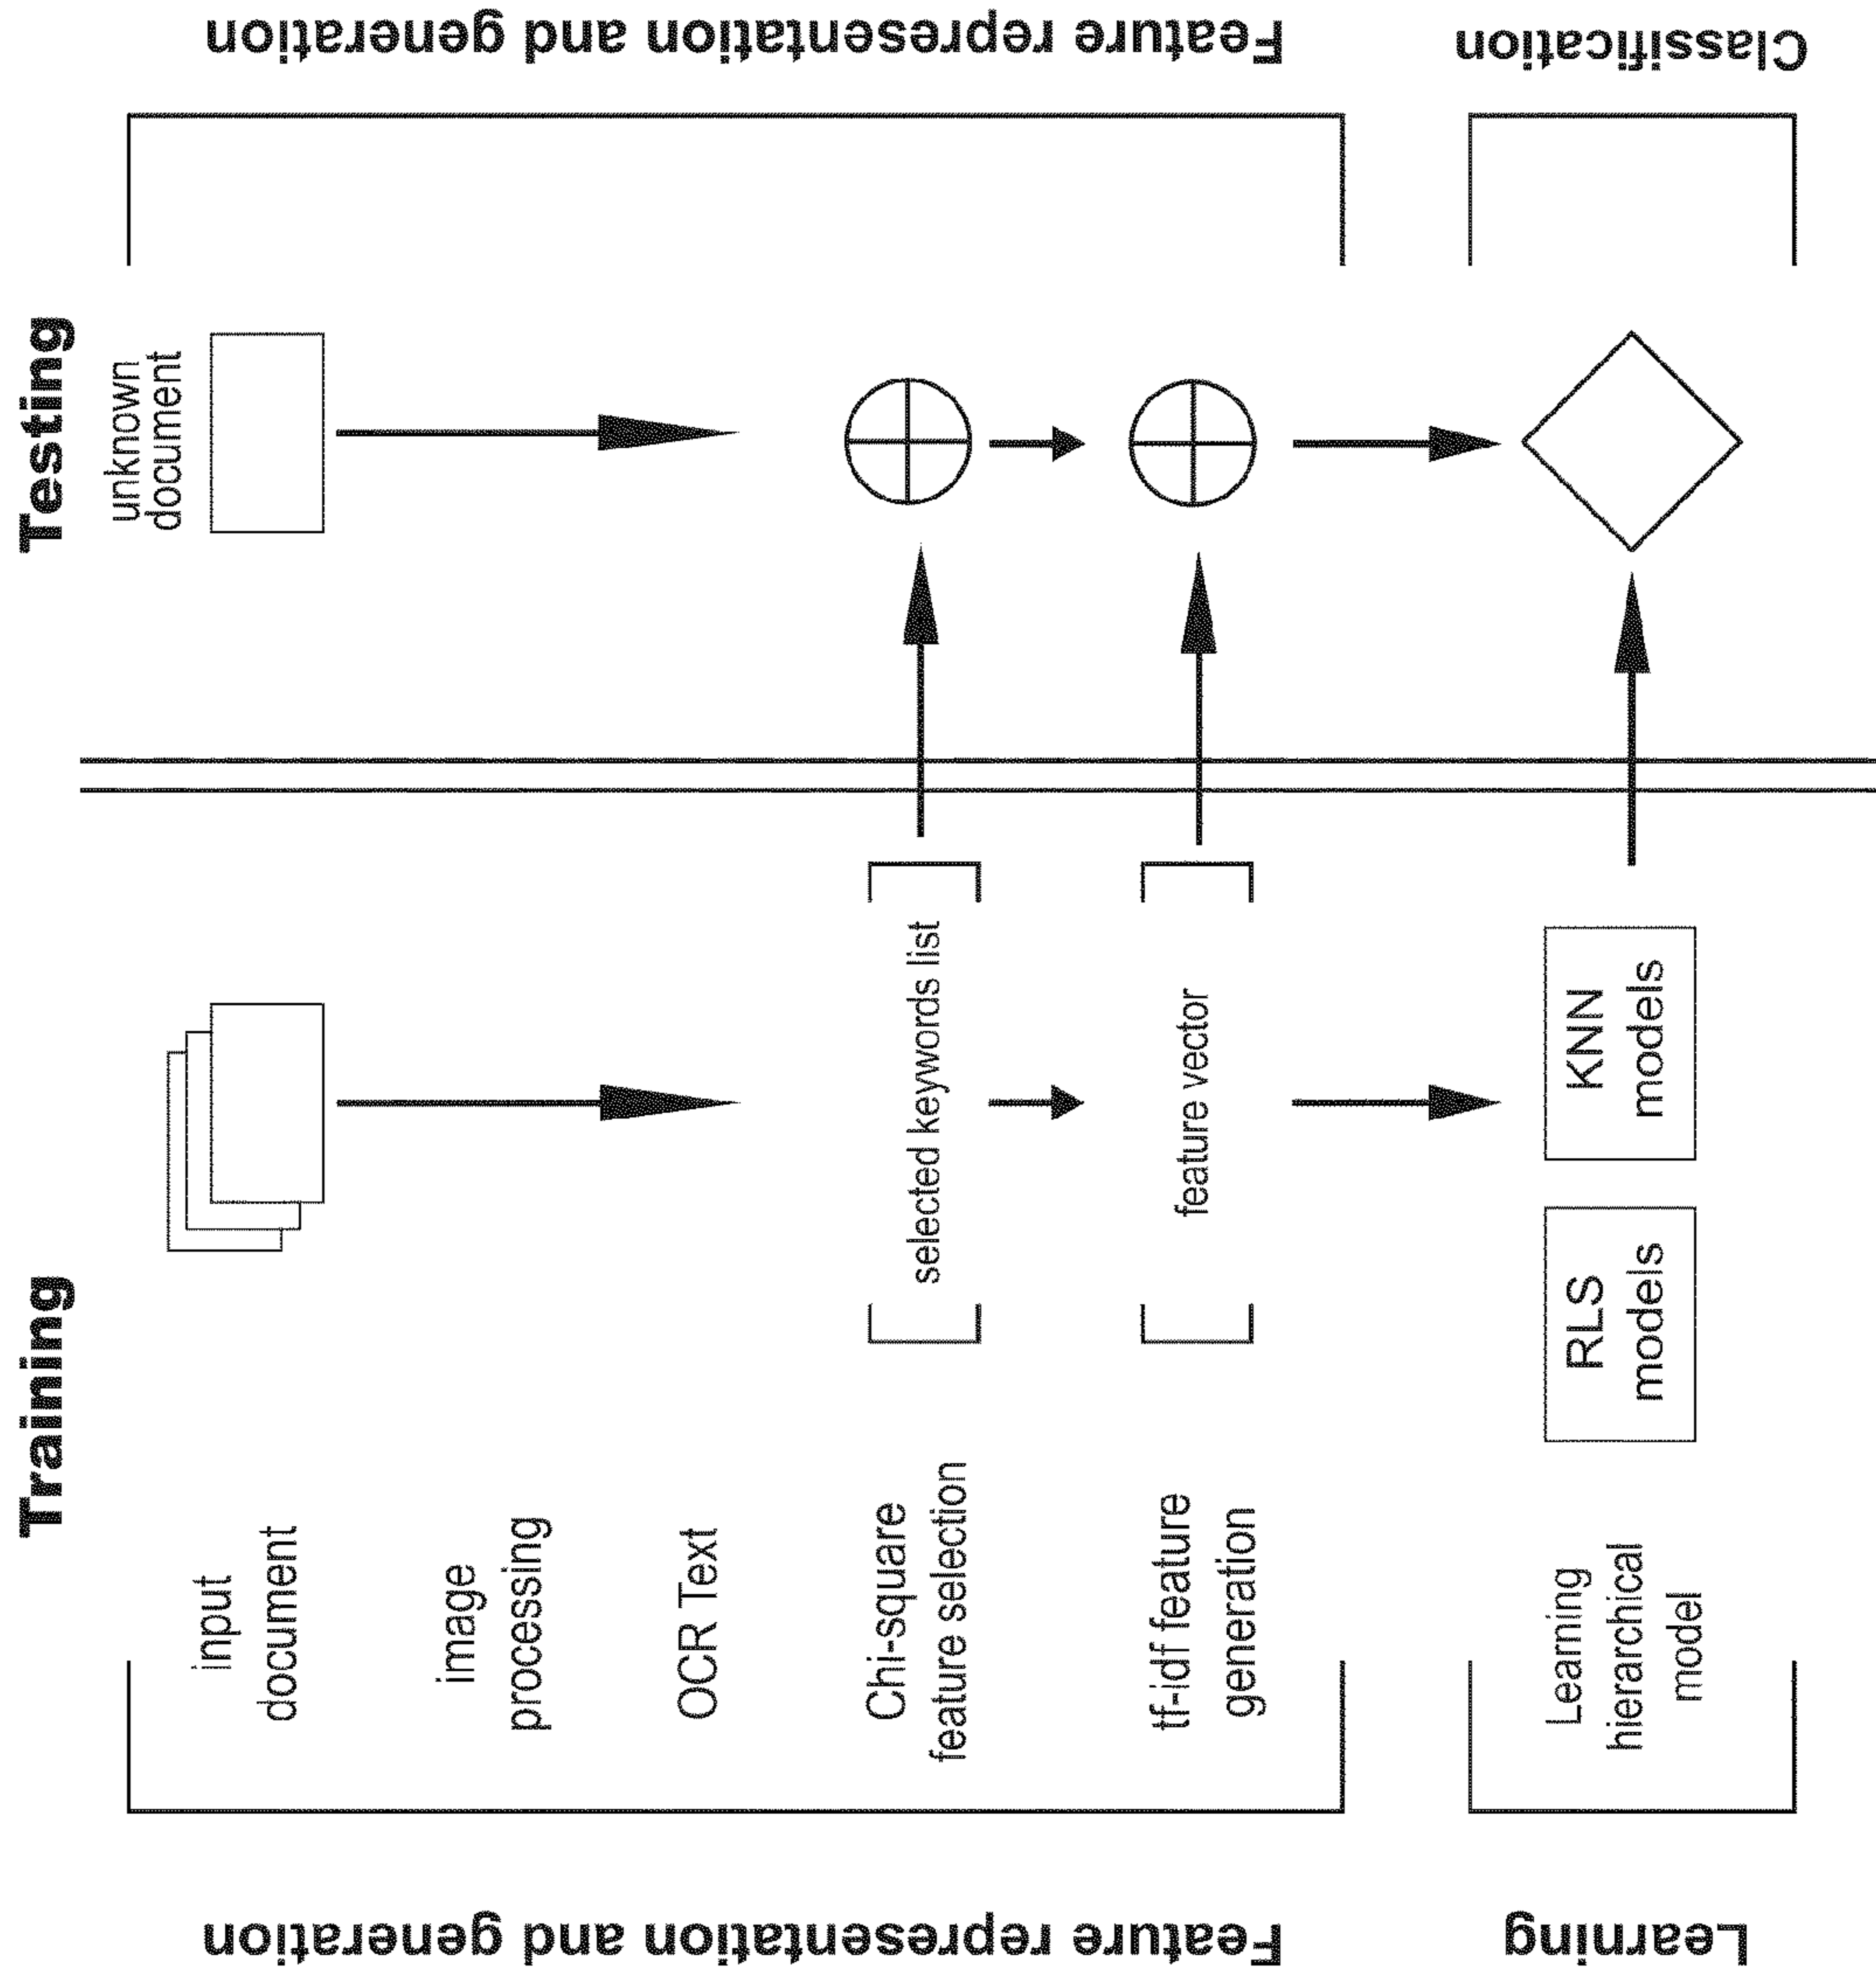 Training
Testing
Feature representation and generation
input
document
image
processing
OCR Text
Chi-square
feature selection
selected keywords list
tf-idf feature
generation
feature vector
unknown
document
Feature representation and generation
Learning
Learning
hierarchical
model
RLS
models
KNN
models
Classification